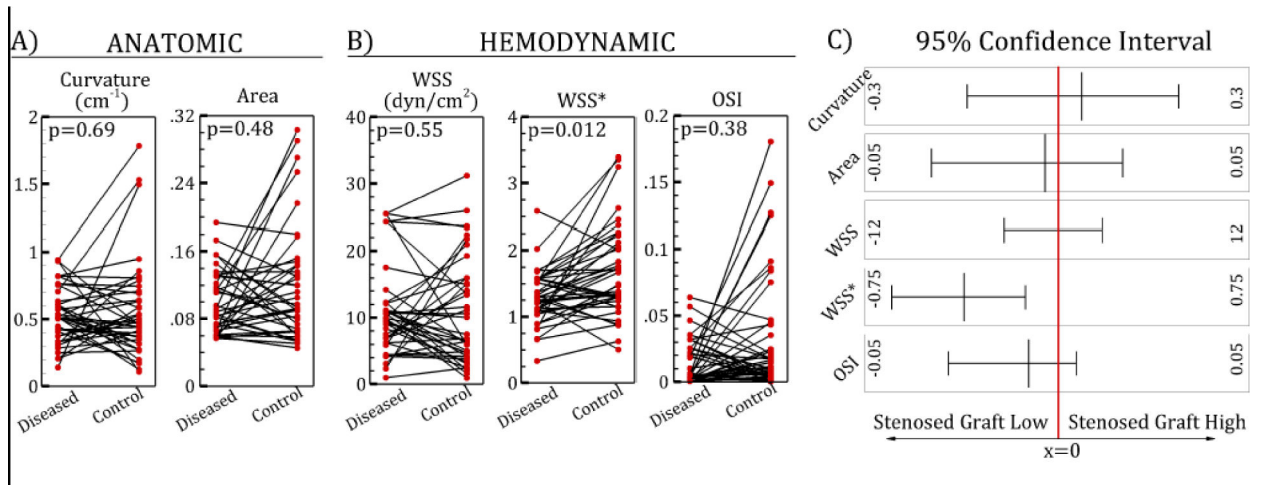 A) ANATOMIC
Curvature
(cm⁻¹)
p=0.69
2
1.5
1
0.5
0
Diseased
Control
Area
p=0.48
.32
.24
.16
.08
0
Diseased
Control
B) HEMODYNAMIC
WSS
(dyn/cm²)
p=0.55
40
30
20
10
0
Diseased
Control
WSS*
p=0.012
4
3
2
1
0
Diseased
Control
OSI
p=0.38
0.2
.15
0.1
.05
0
Diseased
Control
C) 95% Confidence Interval
Curvature -0.3 0.3
Area -0.05 0.05
WSS -12 12
WSS* -0.75 0.75
OSI -0.05 0.05
Stenosed Graft Low Stenosed Graft High
x=0